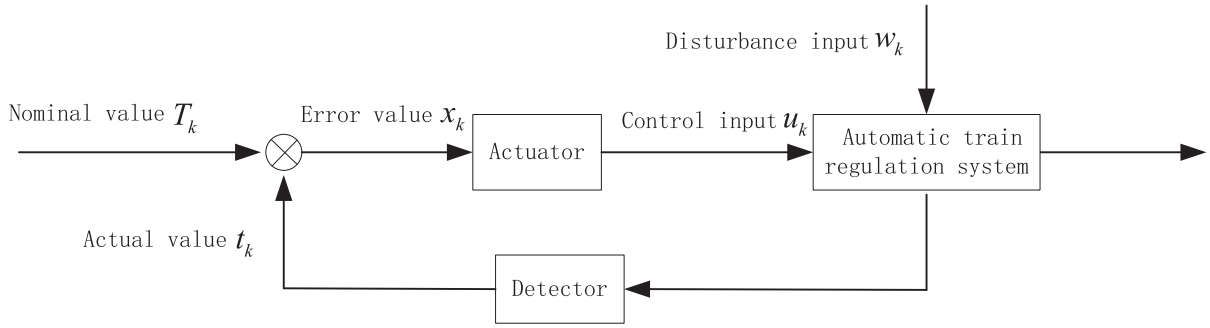 Disturbance input w_k
Nominal value T_k
Error value x_k
Control input u_k
Actuator
Automatic train
regulation system
Actual value t_k
Detector